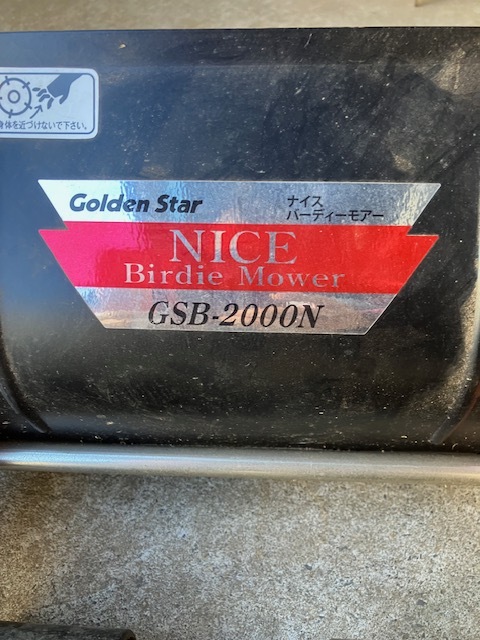 身体を近づけないで下さい。
Golden Star
ナイス
バーディーモアー
NICE
Birdie Mower
GSB-2000N